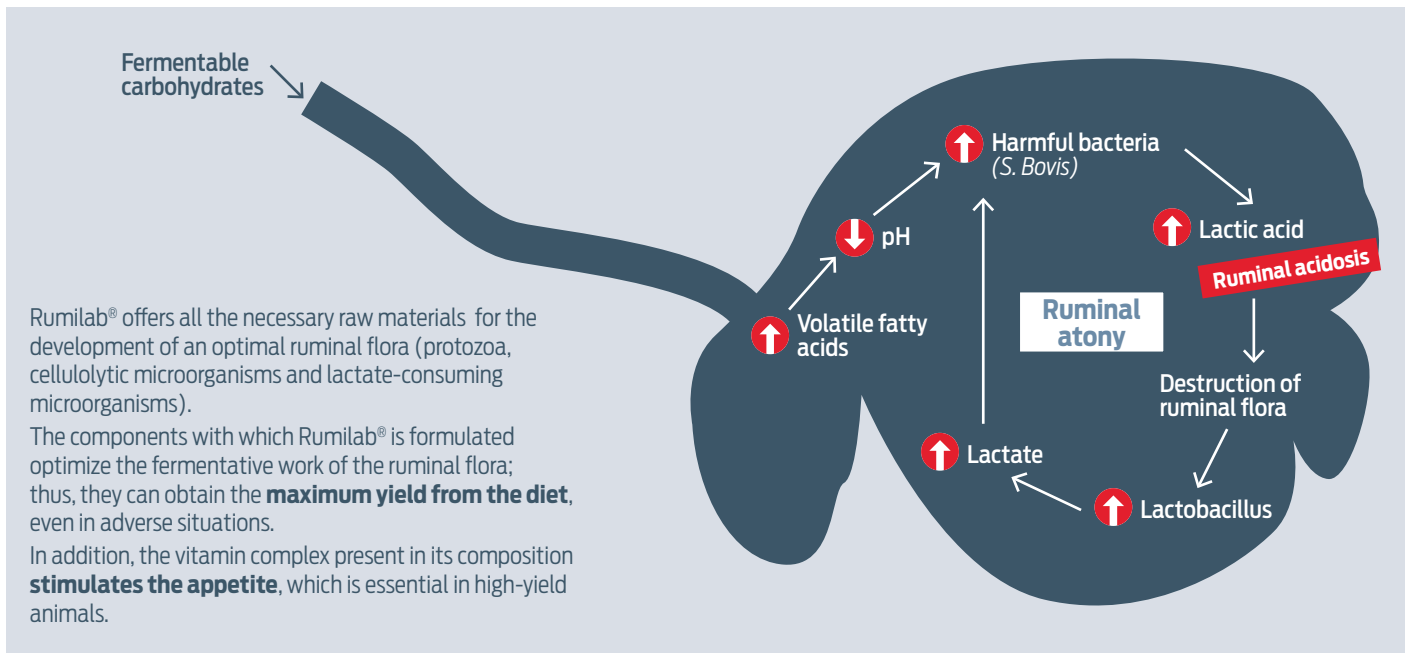 Fermentable
carbohydrates
Harmful bacteria
(S. Bovis)
pH
Lactic acid
Ruminal acidosis
Volatile fatty
acids
Ruminal
atony
Destruction of
ruminal flora
Lactate
Lactobacillus
Rumilab® offers all the necessary raw materials for the
development of an optimal ruminal flora (protozoa,
cellulolytic microorganisms and lactate-consuming
microorganisms).
The components with which Rumilab® is formulated
optimize the fermentative work of the ruminal flora;
thus, they can obtain the maximum yield from the diet,
even in adverse situations.
In addition, the vitamin complex present in its composition
stimulates the appetite, which is essential in high-yield
animals.